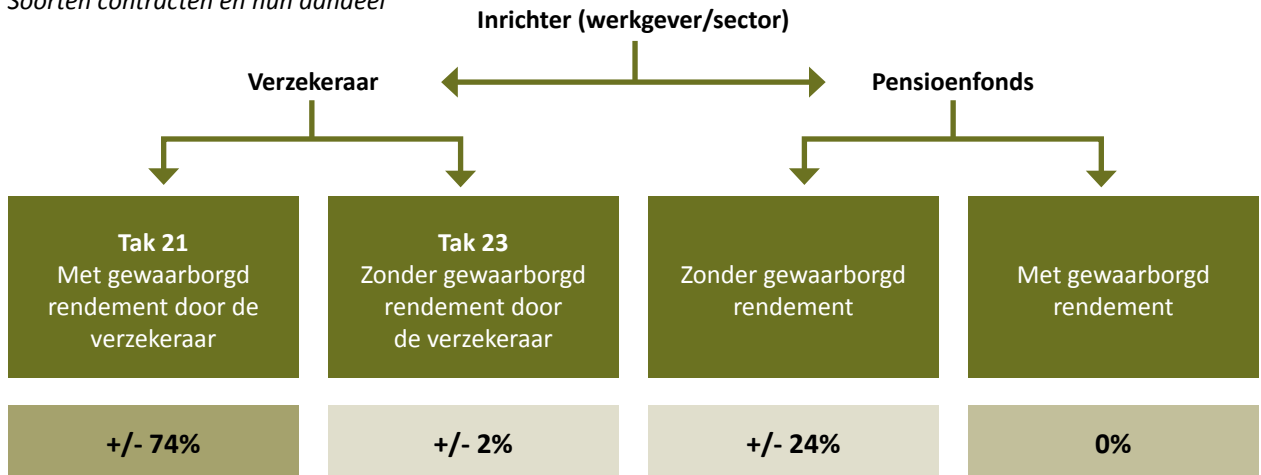 Soorten contracten en hun aandeel
Inrichter (werkgever/sector)
Verzekeraar
Pensioenfonds
Tak 21
Met gewaarborgd
rendement door de
verzekeraar
Tak 23
Zonder gewaarborgd
rendement door
de verzekeraar
Zonder gewaarborgd
rendement
Met gewaarborgd
rendement
+/- 74%
+/- 2%
+/- 24%
0%